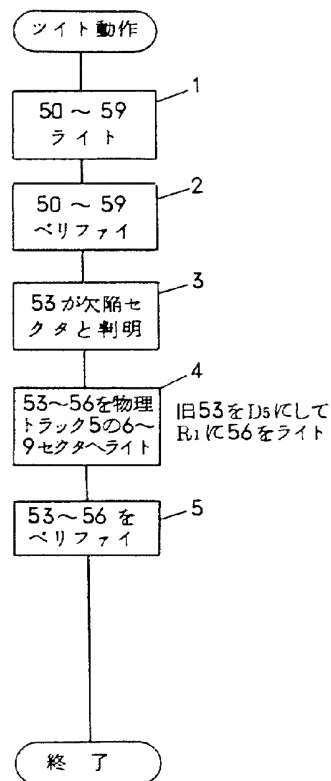 ツイト動作
1
50～59
ライト
2
50～59
ベリファイ
3
53が欠陥セ
クタと判明
4
53～56を物理
トラック5の6～
9セクタへライト
旧53をD5にして
R1に56をライト
5
53～56を
ベリファイ
終了